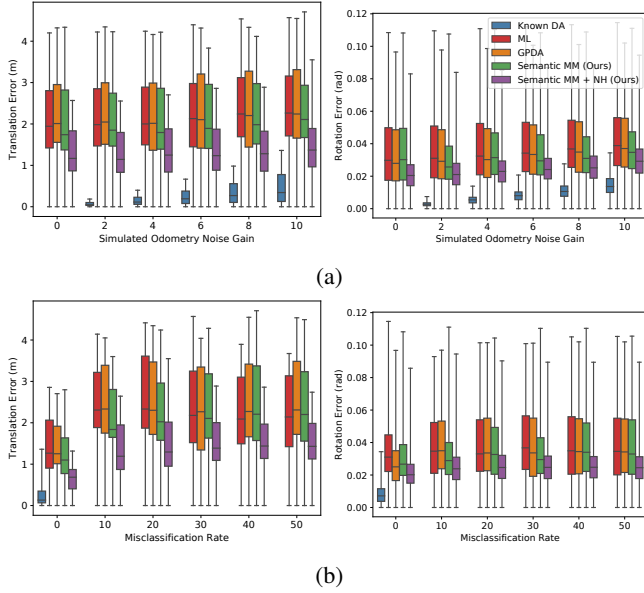 4
3
2
1
0
Translation Error (m)
0 2 4 6 8 10
Simulated Odometry Noise Gain
0.12
0.10
0.08
0.06
0.04
0.02
0.00
Rotation Error (rad)
Known DA
ML
GPDA
Semantic MM (Ours)
Semantic MM + NH (Ours)
0 2 4 6 8 10
Simulated Odometry Noise Gain
(a)
4
3
2
1
0
Translation Error (m)
0 10 20 30 40 50
Misclassification Rate
0.12
0.10
0.08
0.06
0.04
0.02
0.00
Rotation Error (rad)
0 10 20 30 40 50
Misclassification Rate
(b)